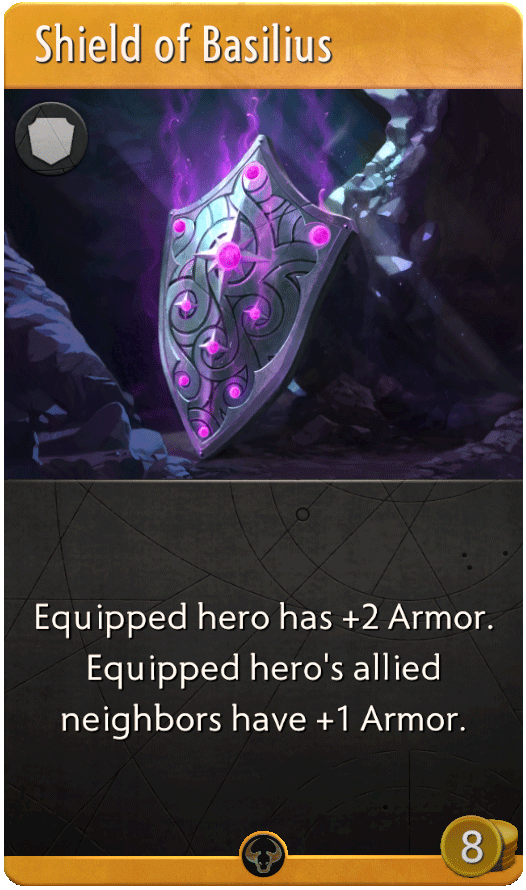 Shield of Basilius
Equipped hero has +2 Armor.
Equipped hero's allied
neighbors have +1 Armor.
8